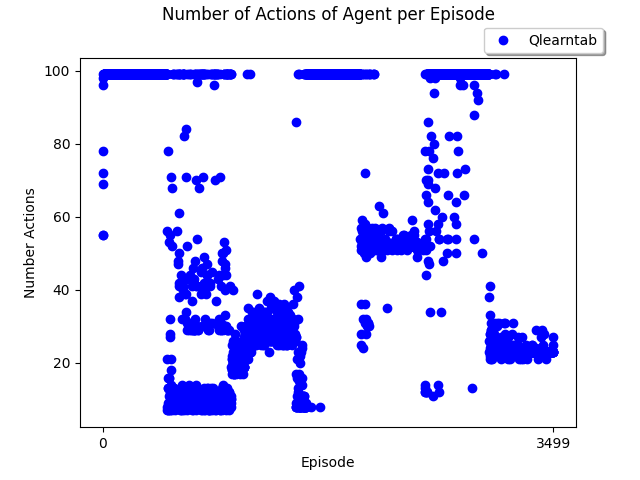 Number of Actions of Agent per Episode
Qlearntab
100
80
60
40
20
Number Actions
0
3499
Episode